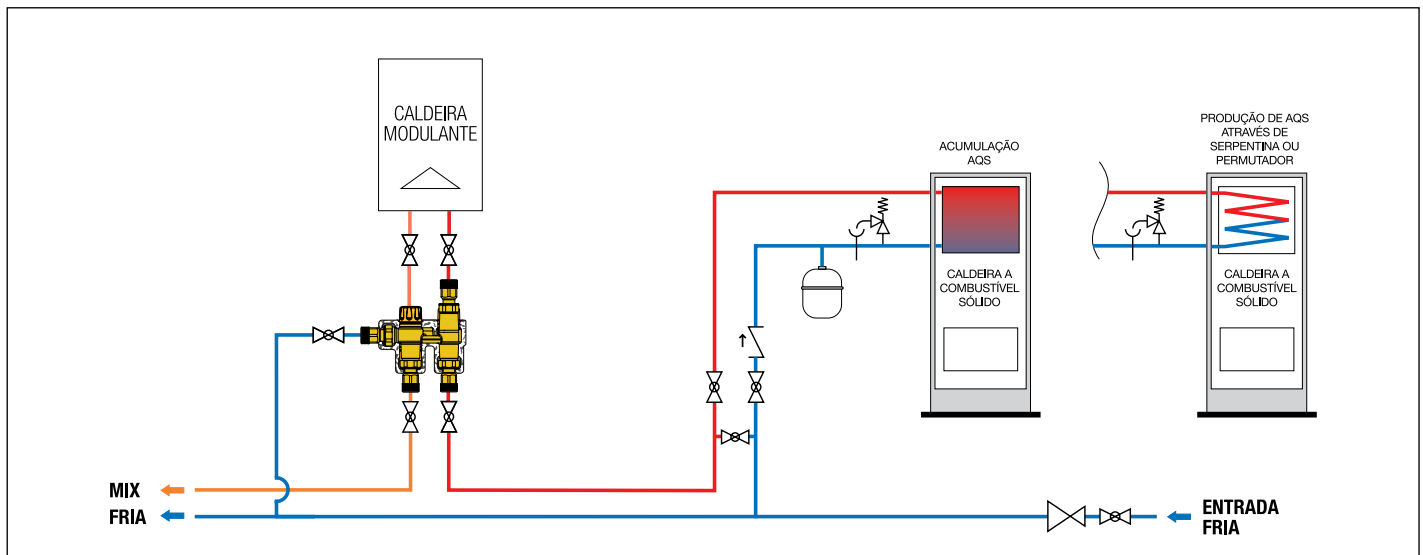 CALDEIRA
MODULANTE
ACUMULAÇÃO
AQS
PRODUÇÃO DE AQS
ATRAVÉS DE
SERPENTINA OU
PERMUTADOR
CALDEIRA A
COMBUSTÍVEL
SÓLIDO
CALDEIRA A
COMBUSTÍVEL
SÓLIDO
MIX
FRIA
ENTRADA
FRIA